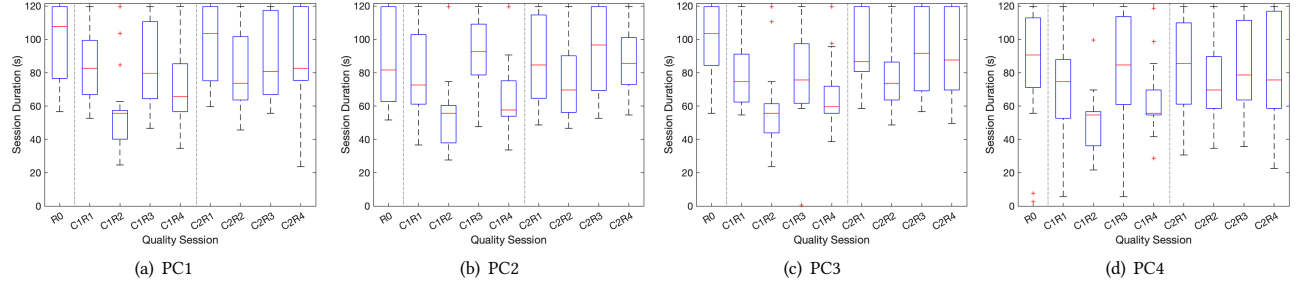 120
100
80
60
40
20
0
Session Duration (s)
R0 C1R1 C1R2 C1R3 C1R4 C2R1 C2R2 C2R3 C2R4
Quality Session
(a) PC1
120
100
80
60
40
20
0
Session Duration (s)
R0 C1R1 C1R2 C1R3 C1R4 C2R1 C2R2 C2R3 C2R4
Quality Session
(b) PC2
120
100
80
60
40
20
0
Session Duration (s)
R0 C1R1 C1R2 C1R3 C1R4 C2R1 C2R2 C2R3 C2R4
Quality Session
(c) PC3
120
100
80
60
40
20
0
Session Duration (s)
R0 C1R1 C1R2 C1R3 C1R4 C2R1 C2R2 C2R3 C2R4
Quality Session
(d) PC4